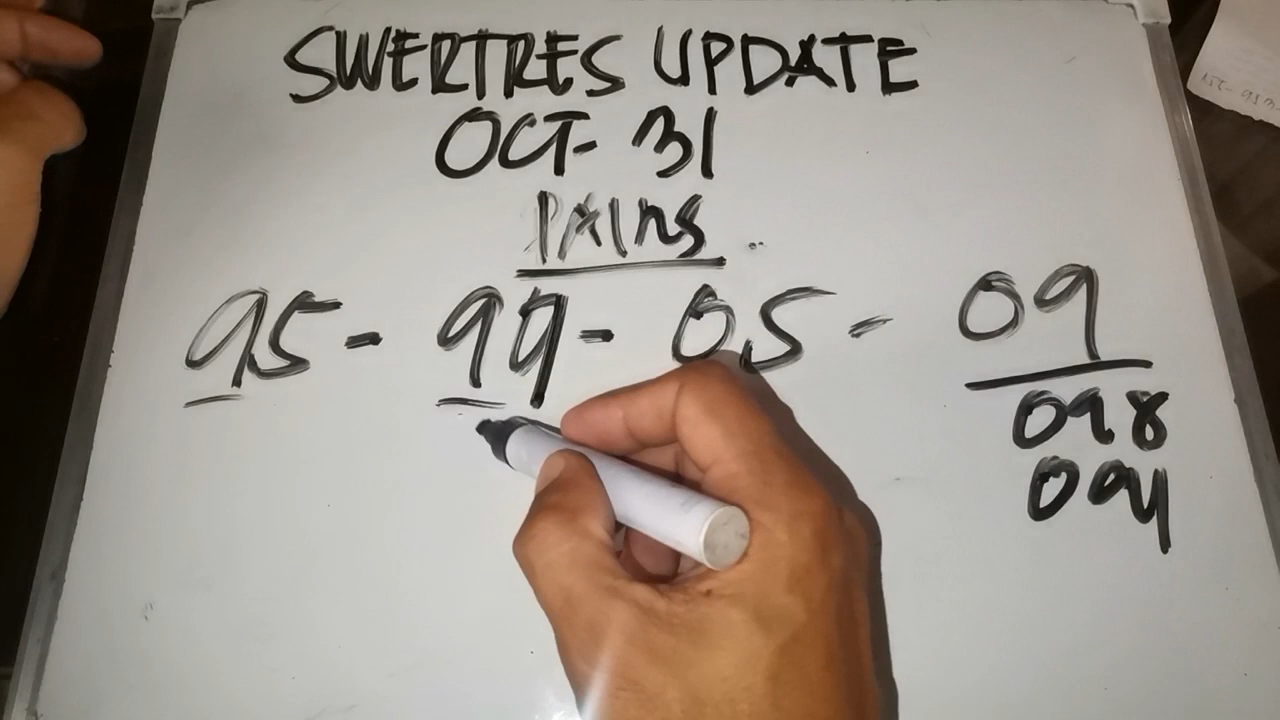 SWERTRES UPDATE
OCT- 31
PAIRS
95 - 99 - 05 - 09
098
094